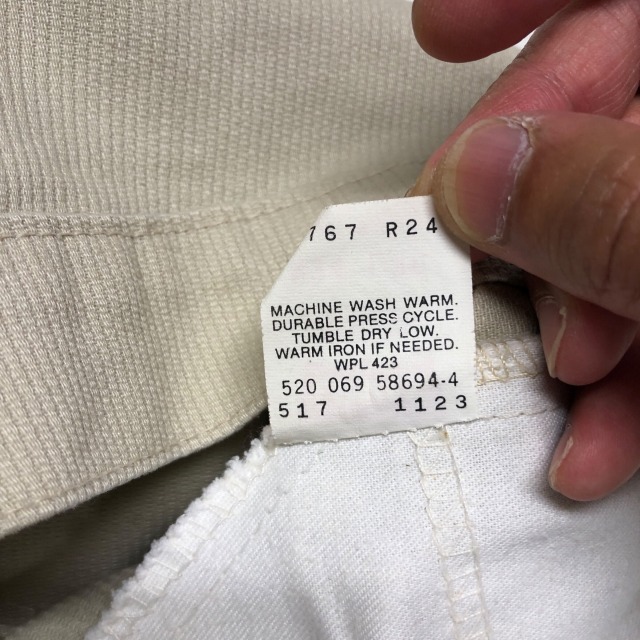 767 R24
MACHINE WASH WARM.
DURABLE PRESS CYCLE.
TUMBLE DRY LOW.
WARM IRON IF NEEDED.
WPL 423
520 069 58694-4
517 1123